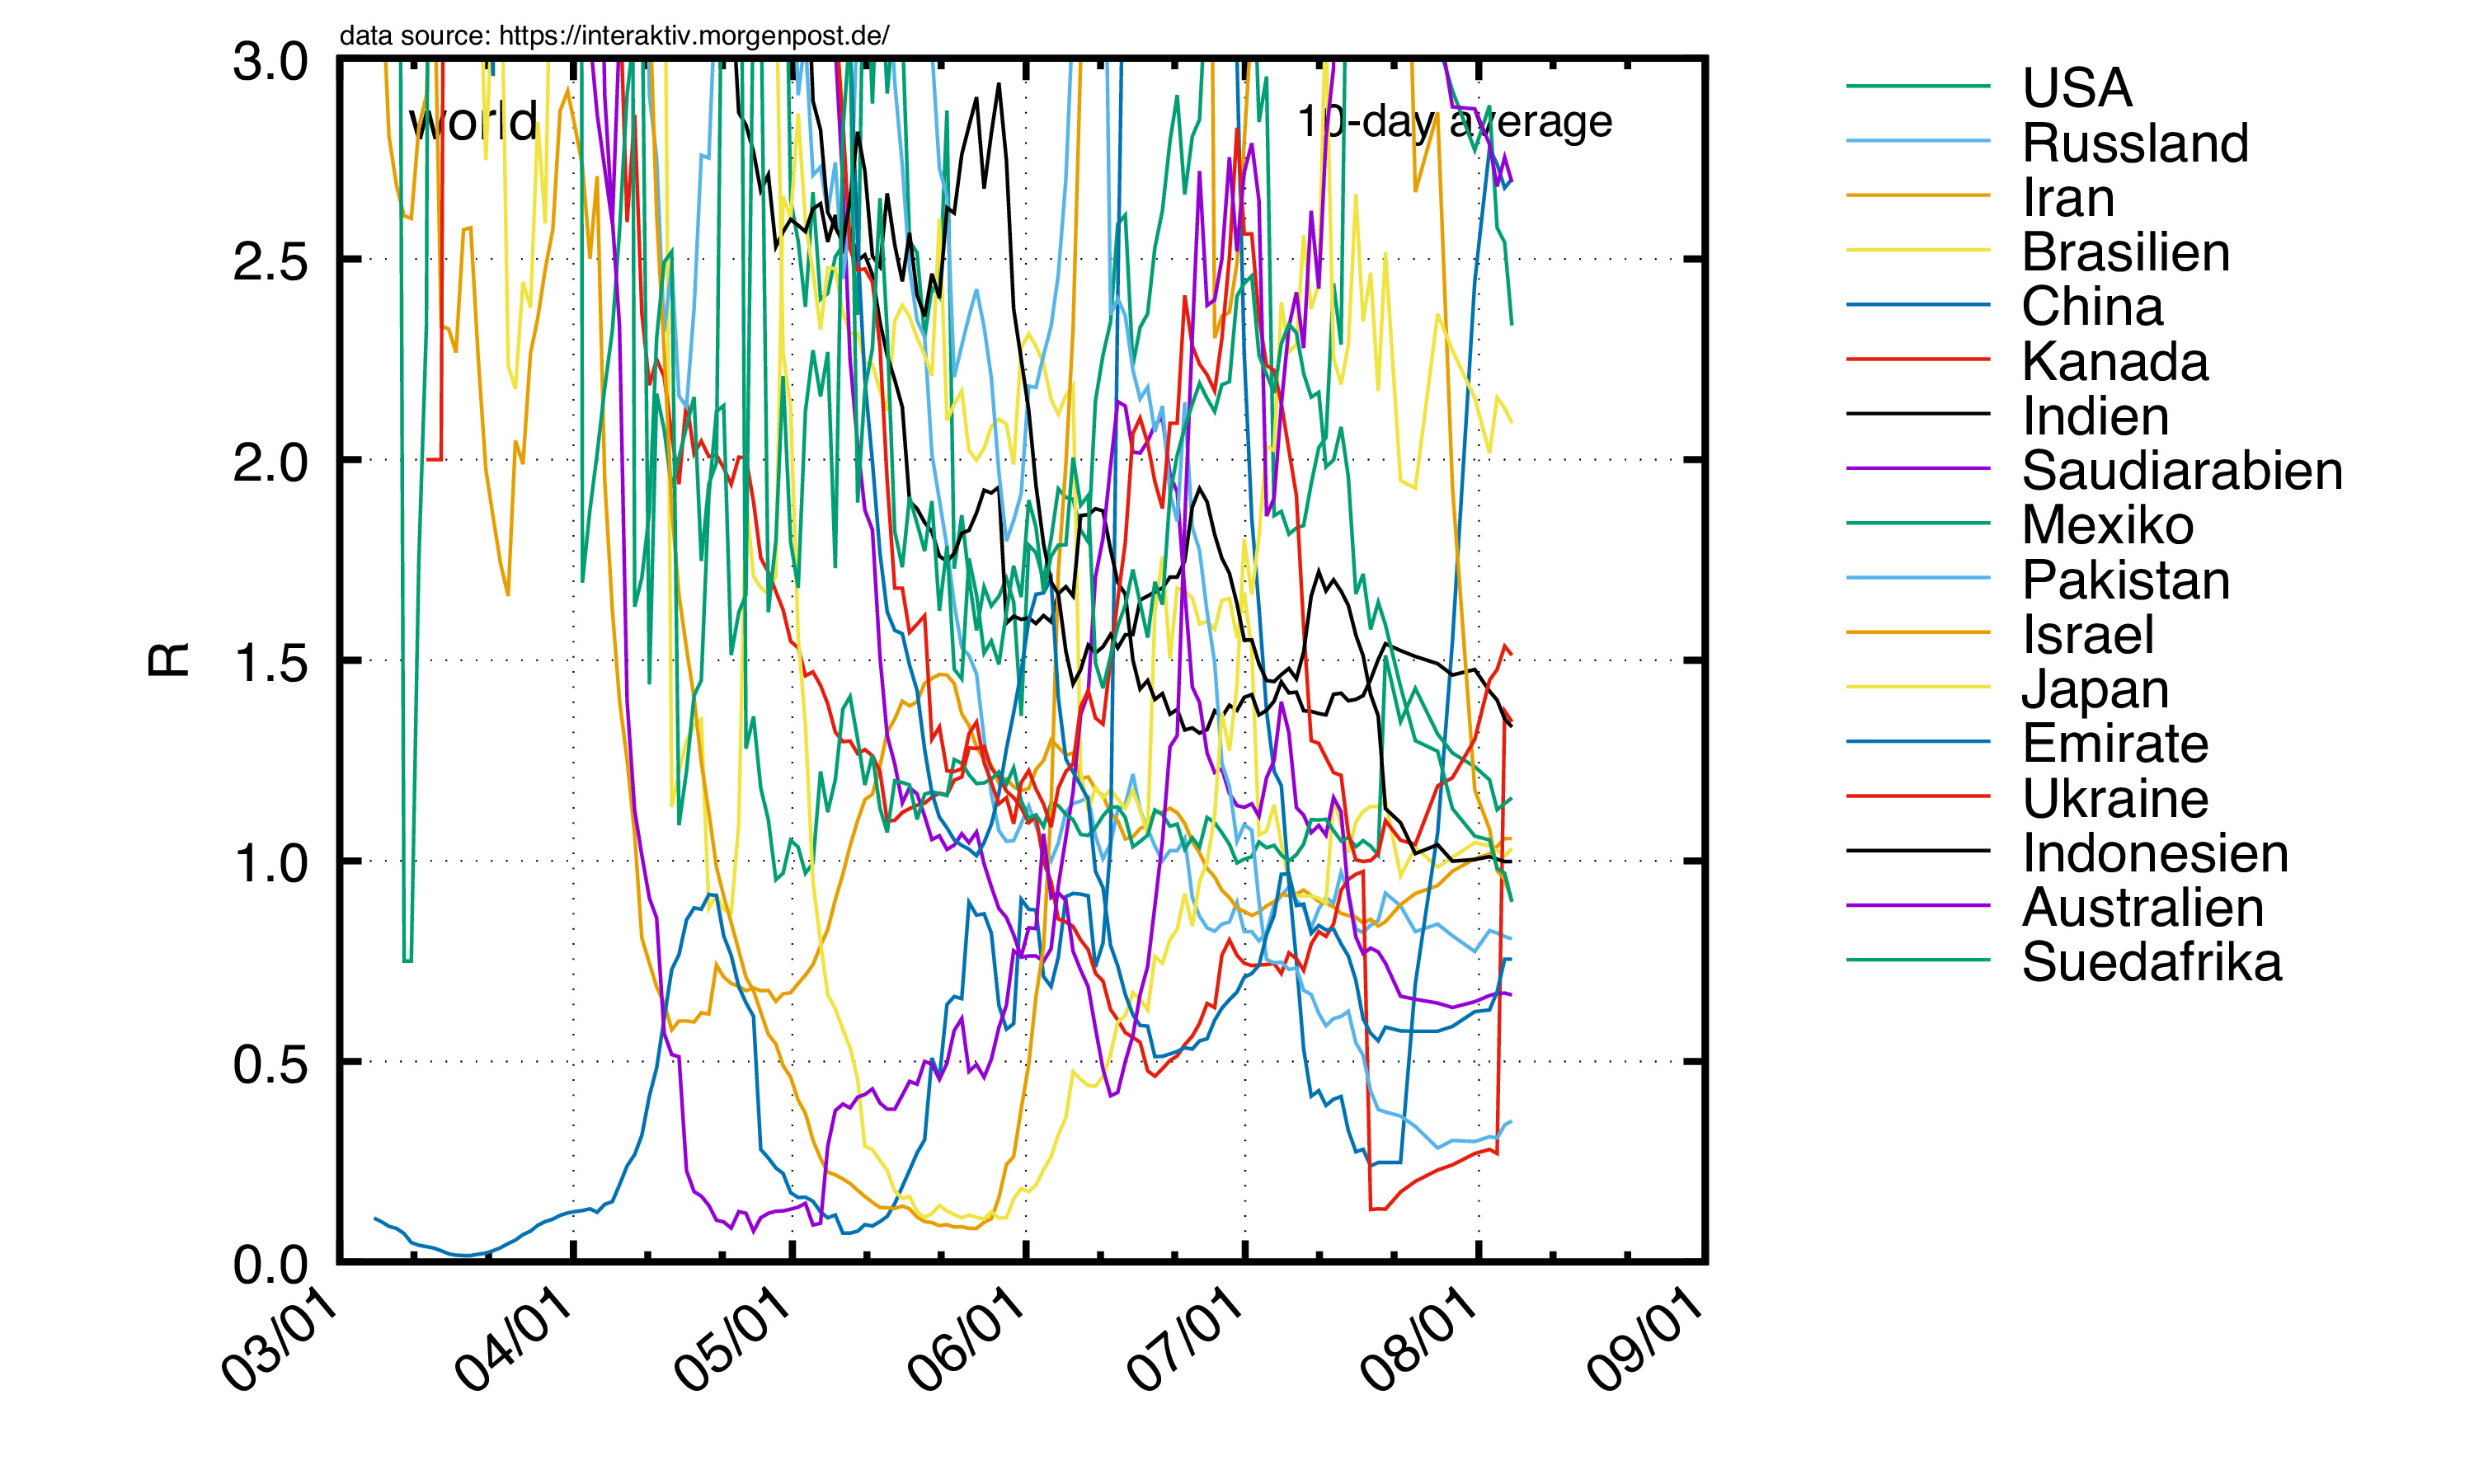 data source: https://interaktiv.morgenpost.de/
world
10-day average
3.0
2.5
2.0
1.5
1.0
0.5
0.0
R
03/01
04/01
05/01
06/01
07/01
08/01
09/01
USA
Russland
Iran
Brasilien
China
Kanada
Indien
Saudiarabien
Mexiko
Pakistan
Israel
Japan
Emirate
Ukraine
Indonesien
Australien
Suedafrika